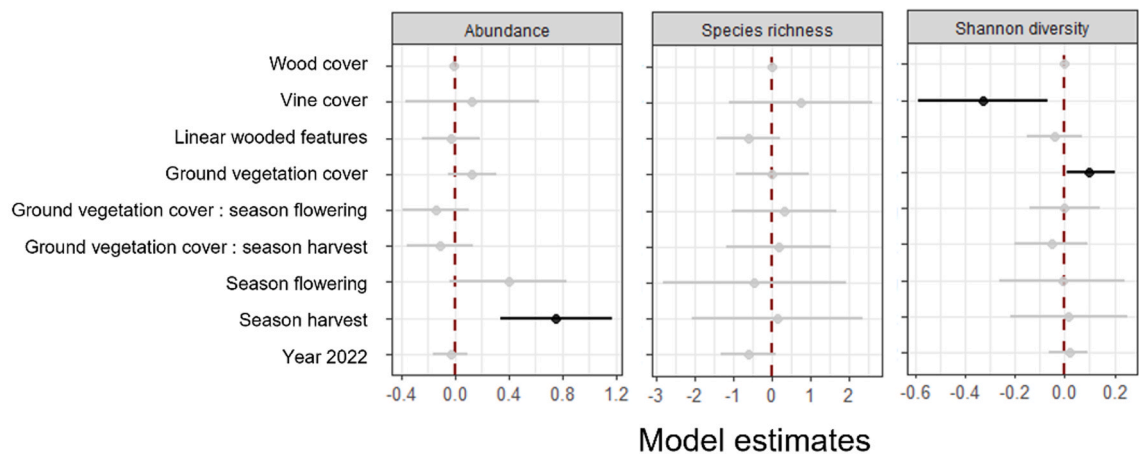 Abundance
Species richness
Shannon diversity
Wood cover
Vine cover
Linear wooded features
Ground vegetation cover
Ground vegetation cover : season flowering
Ground vegetation cover : season harvest
Season flowering
Season harvest
Year 2022
-0.4 0.0 0.4 0.8 1.2
-3 -2 -1 0 1 2
-0.6 -0.4 -0.2 0.0 0.2
Model estimates